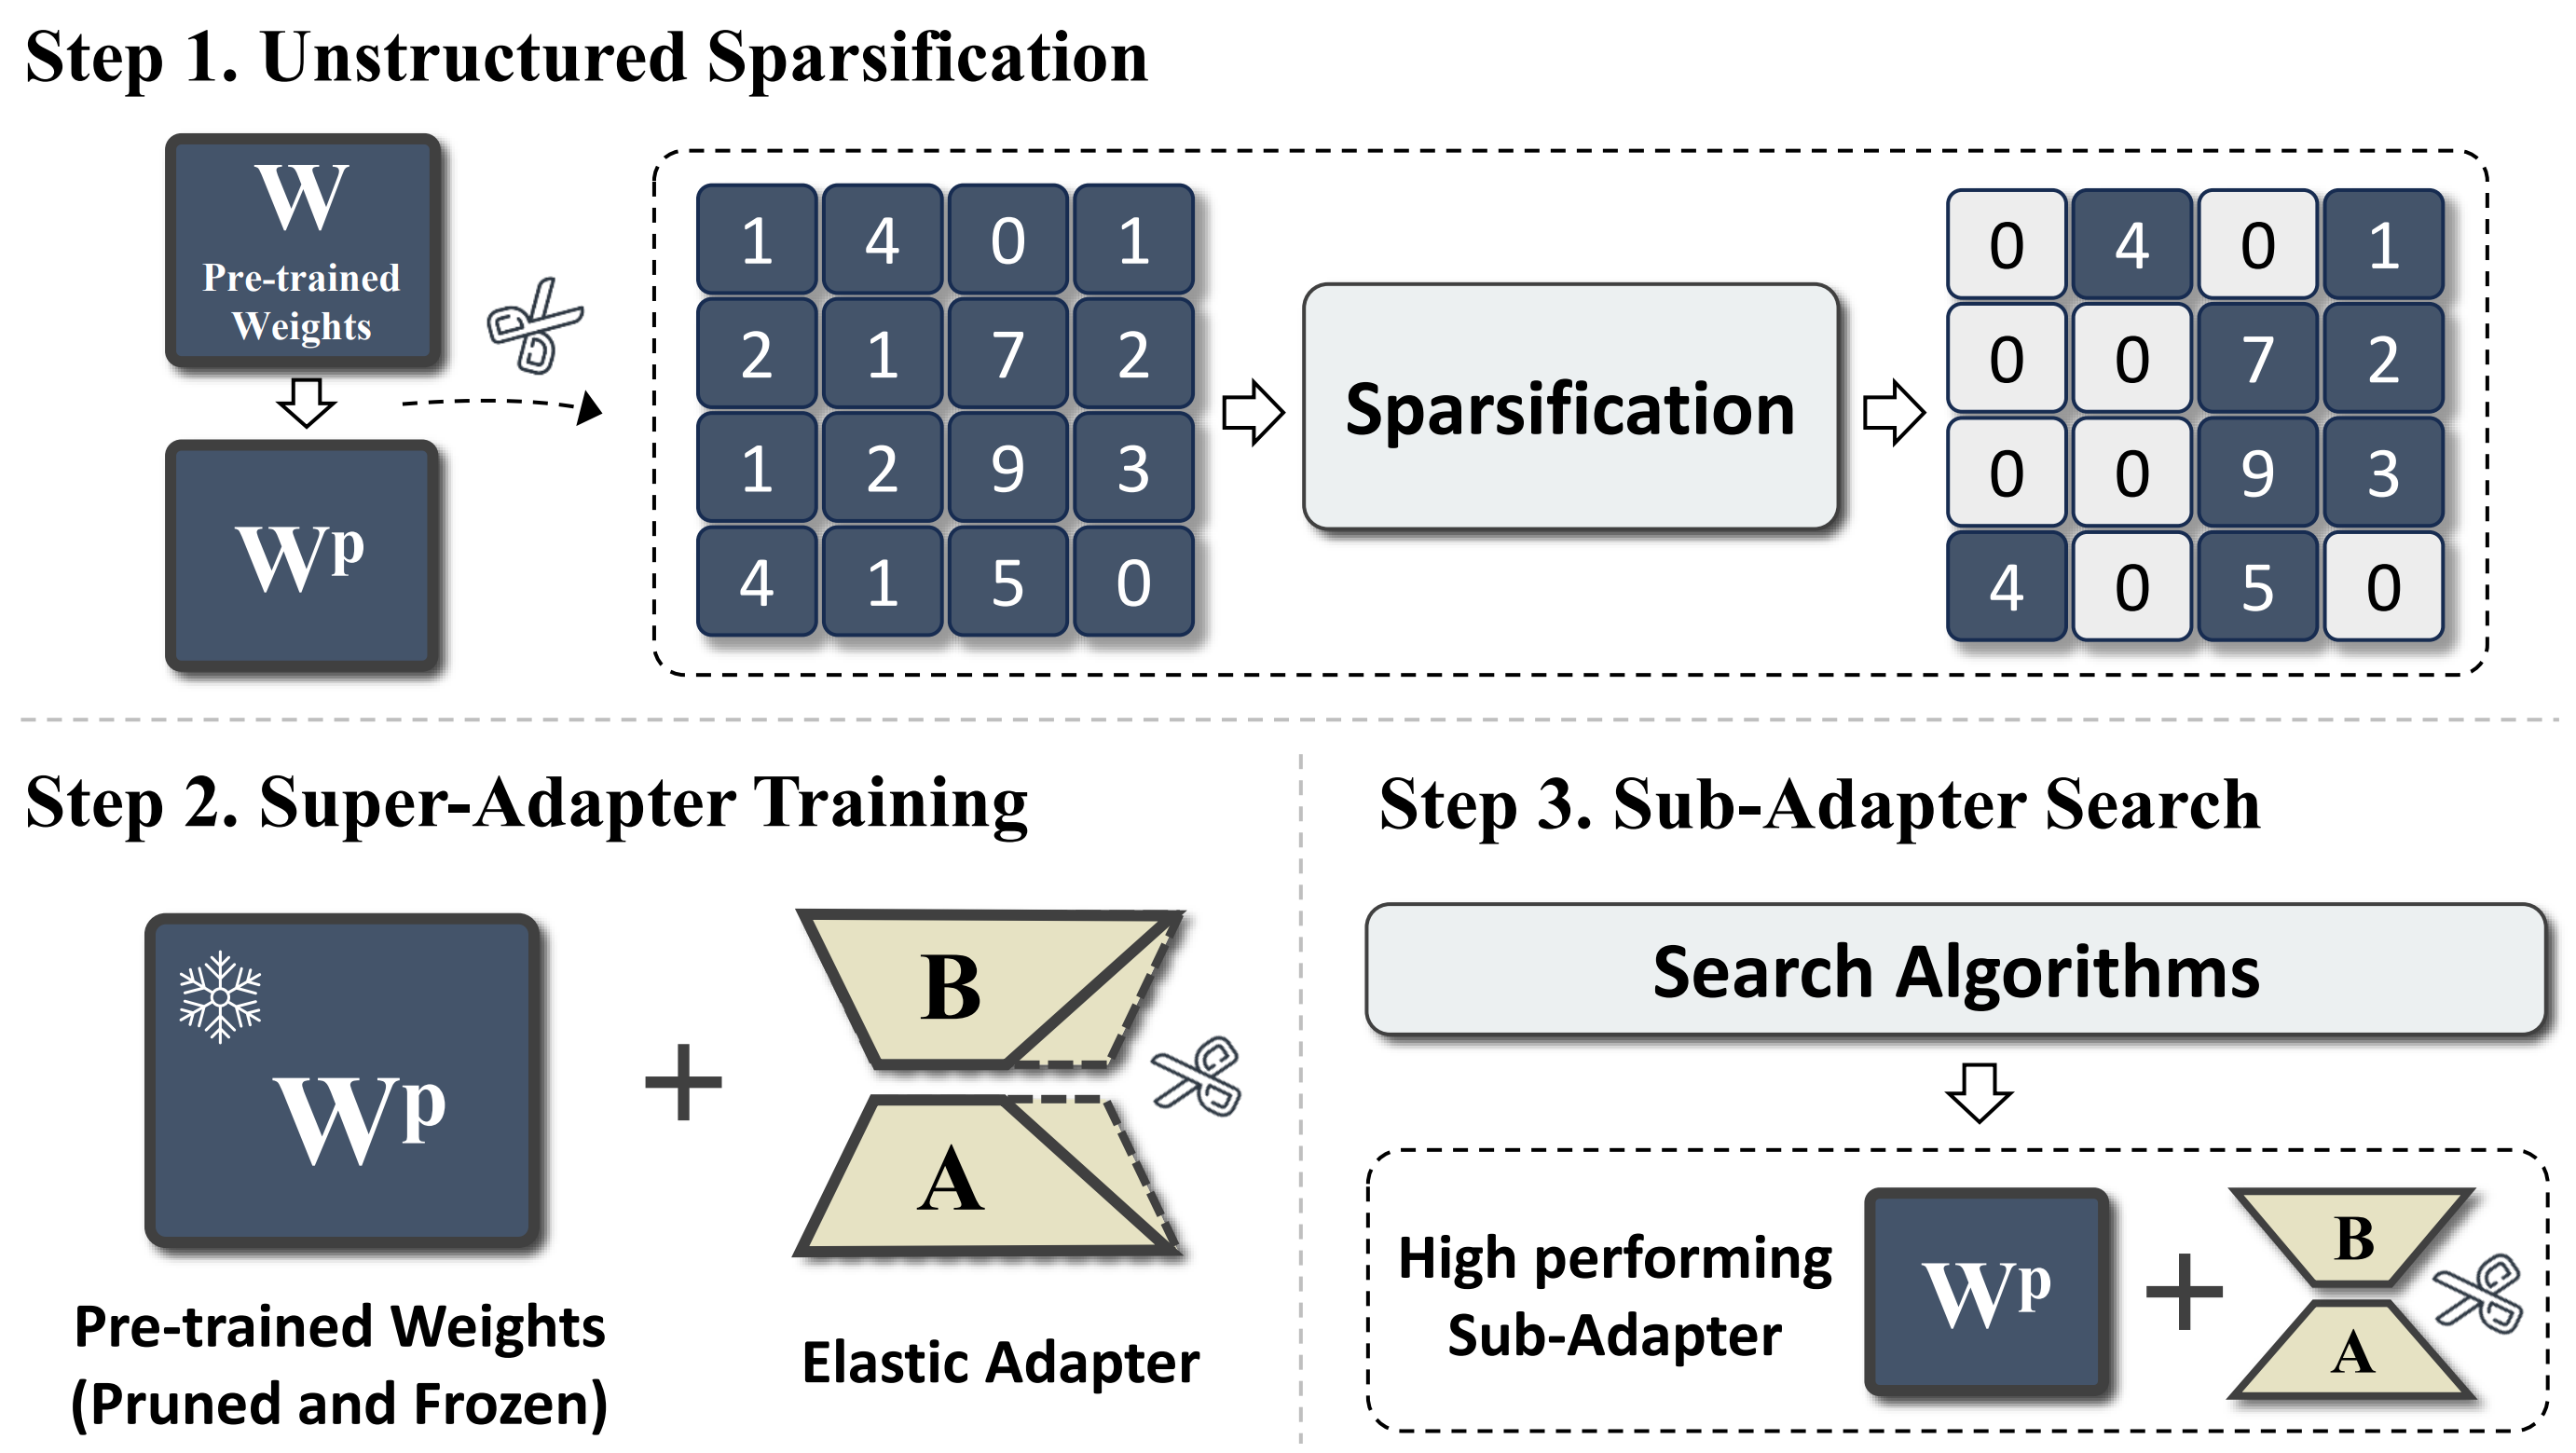 Step 1. Unstructured Sparsification
W
Pre-trained
Weights
Wᵖ
1 4 0 1
2 1 7 2
1 2 9 3
4 1 5 0
Sparsification
0 4 0 1
0 0 7 2
0 0 9 3
4 0 5 0
Step 2. Super-Adapter Training
Wᵖ
+
B
A
Pre-trained Weights
(Pruned and Frozen)
Elastic Adapter
Step 3. Sub-Adapter Search
Search Algorithms
High performing
Sub-Adapter
Wᵖ
+
B
A